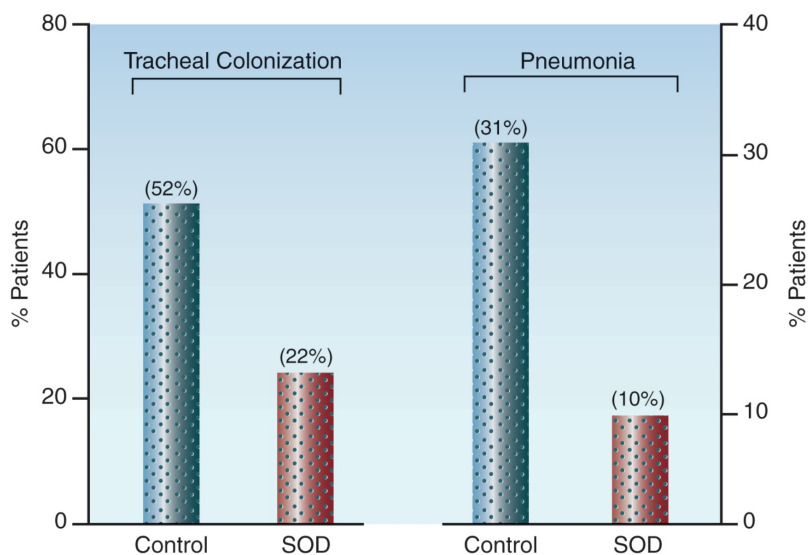 80
60
40
20
0
% Patients
Tracheal Colonization
(52%)
(22%)
Control
SOD
Pneumonia
(31%)
(10%)
Control
SOD
40
30
20
10
0
% Patients